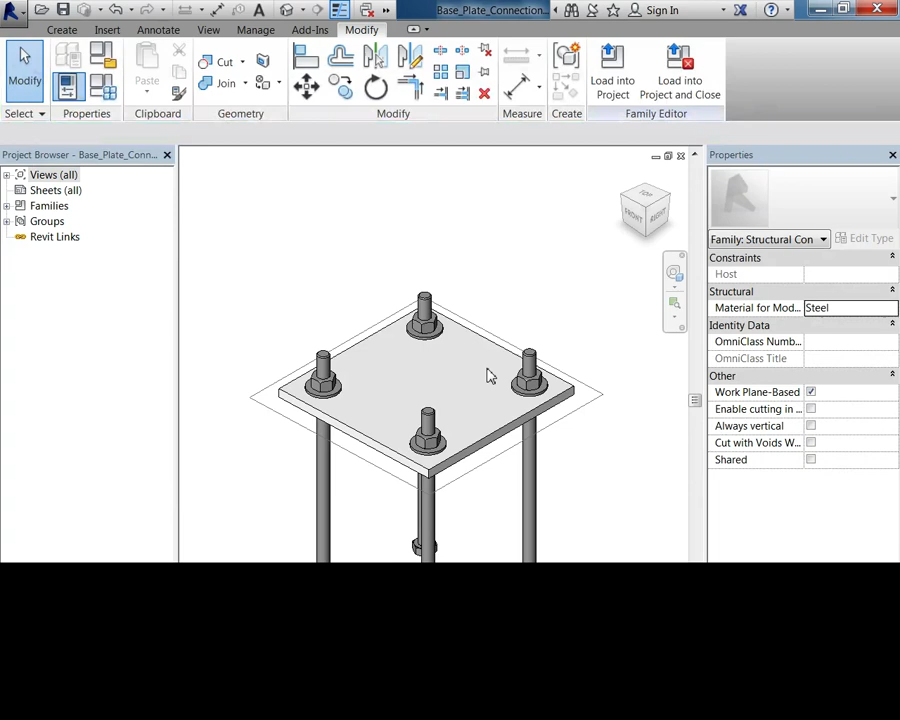 Base_Plate_Connection...
Sign In
Create
Insert
Annotate
View
Manage
Add-Ins
Modify
Modify
Paste
Cut
Join
Load into
Project
Load into
Project and Close
Select
Properties
Clipboard
Geometry
Modify
Measure
Create
Family Editor
Project Browser - Base_Plate_Conn...
Views (all)
Sheets (all)
Families
Groups
Revit Links
TOP
FRONT
RIGHT
Properties
Family: Structural Con
Edit Type
Constraints
Host
Structural
Material for Mod...
Steel
Identity Data
OmniClass Numb...
OmniClass Title
Other
Work Plane-Based
Enable cutting in ...
Always vertical
Cut with Voids W...
Shared